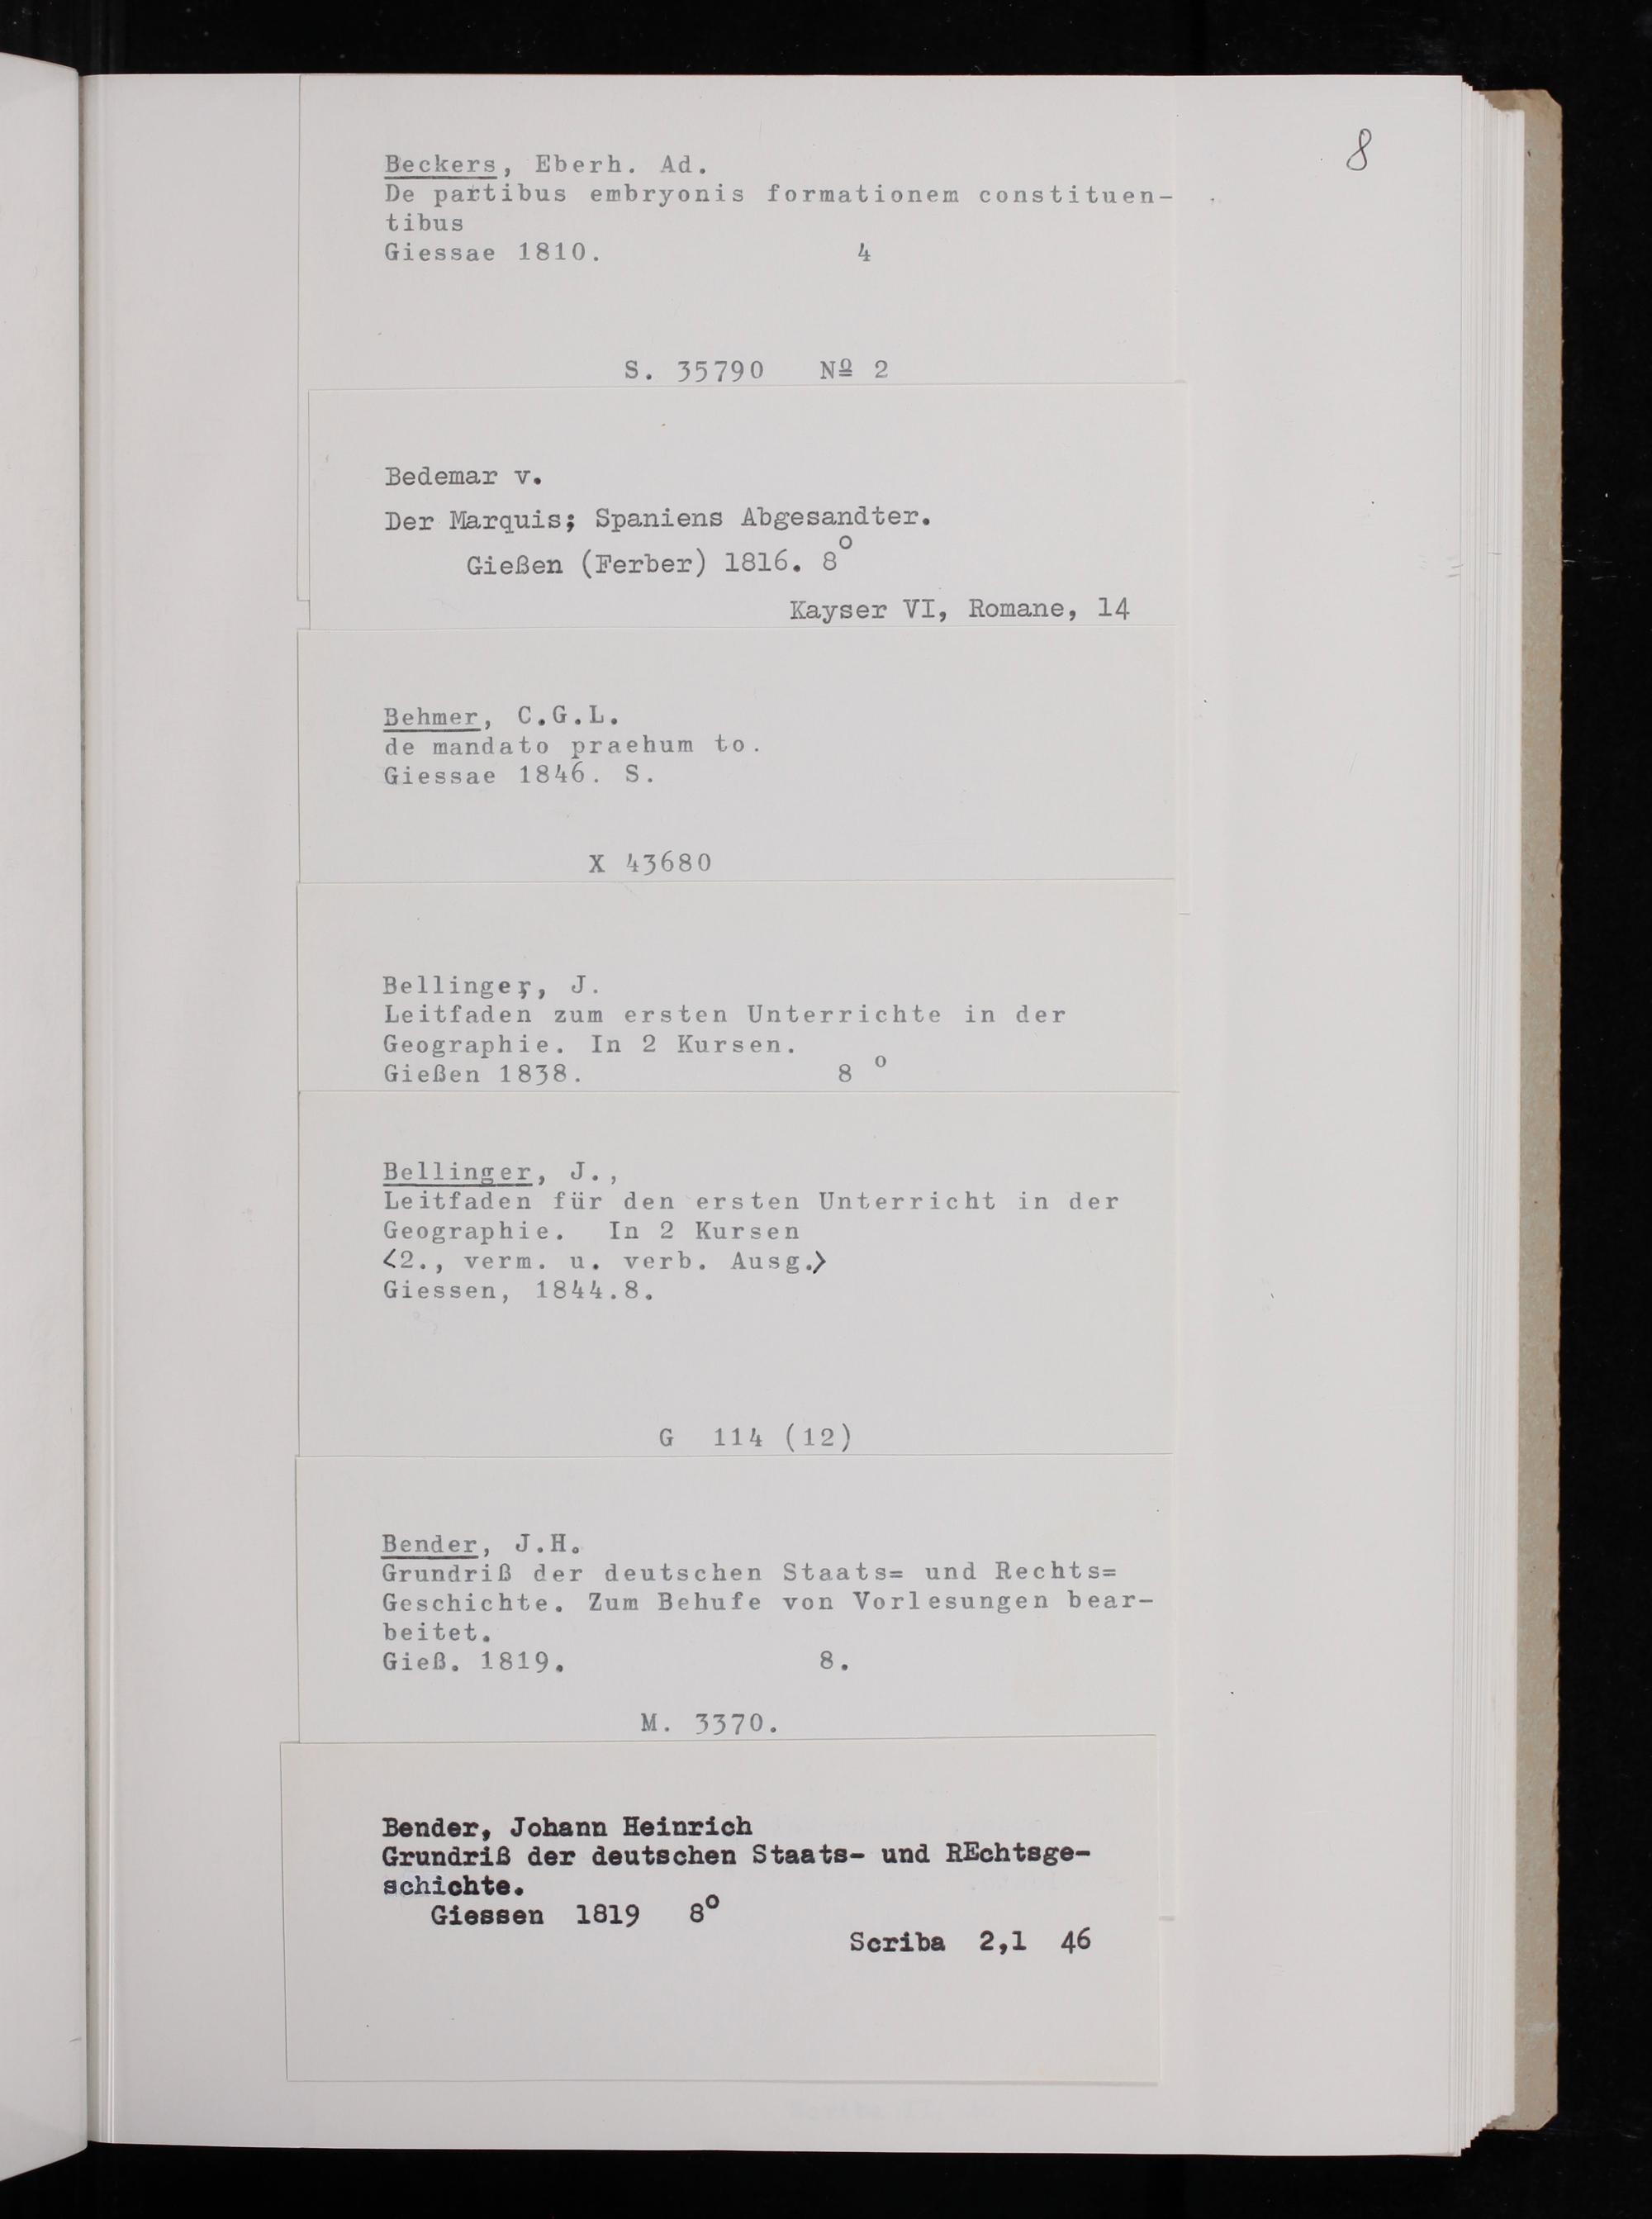 8
Beckers, Eberh. Ad.
De partibus embryonis formationem constituen-
tibus
Giessae 1810. 4
S. 35790 Nº 2
Bedemar v.
Der Marquis; Spaniens Abgesandter.
Gießen (Ferber) 1816. 8°
Kayser VI, Romane, 14
Behmer, C.G.L.
de mandato praehum to.
Giessae 1846. S.
X 43680
Bellinger, J.
Leitfaden zum ersten Unterrichte in der
Geographie. In 2 Kursen.
Gießen 1838. 8 °
Bellinger, J.,
Leitfaden für den ersten Unterricht in der
Geographie. In 2 Kursen
<2., verm. u. verb. Ausg.>
Giessen, 1844.8.
G 114 (12)
Bender, J.H.
Grundriß der deutschen Staats= und Rechts=
Geschichte. Zum Behufe von Vorlesungen bear-
beitet.
Gieß. 1819. 8.
M. 3370.
Bender, Johann Heinrich
Grundriß der deutschen Staats- und REchtsge-
schichte.
Giessen 1819 8°
Scriba 2,1 46